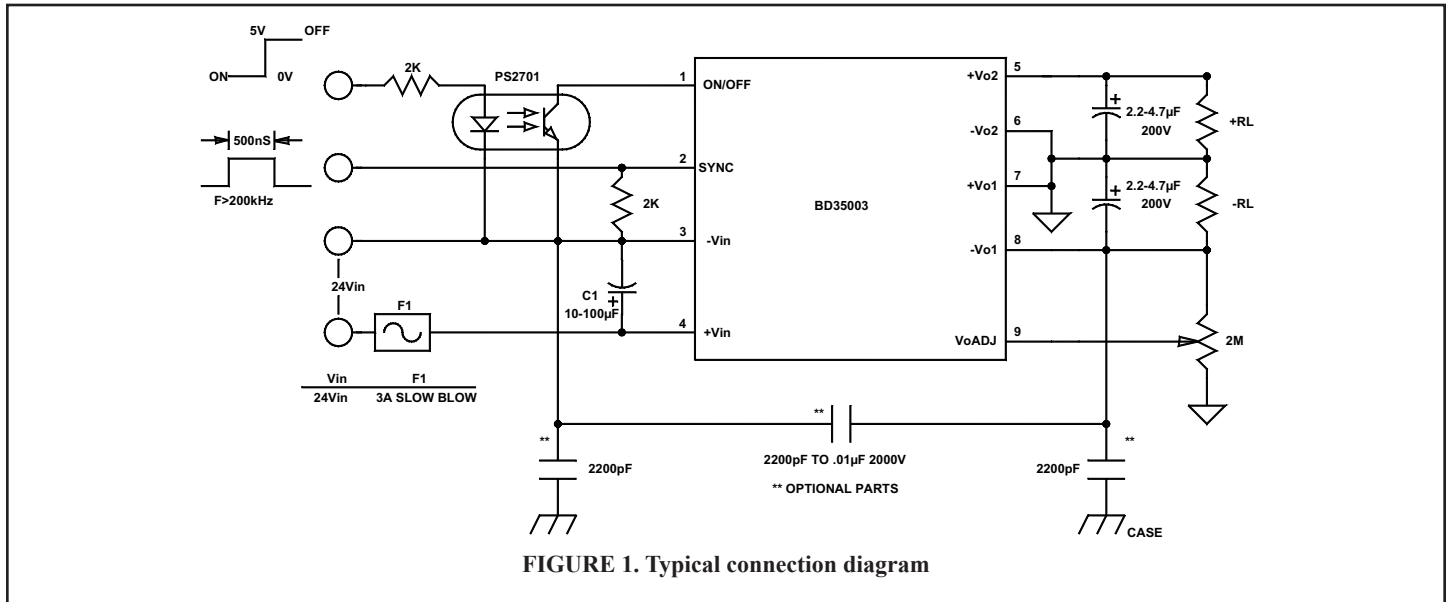 5V
OFF
ON
0V
2K
PS2701
1
ON/OFF
500nS
F>200kHz
2
SYNC
2K
3
-Vin
24Vin
C1
10-100µF
F1
4
+Vin
Vin F1
24Vin 3A SLOW BLOW
BD35003
+Vo2
5
-Vo2
6
+Vo1
7
-Vo1
8
VoADJ
9
+
2.2-4.7µF
200V
+RL
+
2.2-4.7µF
200V
-RL
+
2M
**
2200pF
**
2200pF TO .01µF 2000V
** OPTIONAL PARTS
**
2200pF
CASE
FIGURE 1. Typical connection diagram